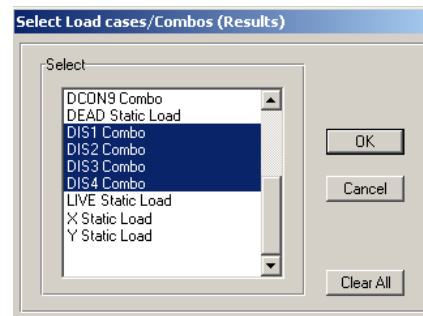 Select Load cases/Combos (Results)
Select
DCON9 Combo
DEAD Static Load
DIS1 Combo
DIS2 Combo
DIS3 Combo
DIS4 Combo
LIVE Static Load
X Static Load
Y Static Load
OK
Cancel
Clear All